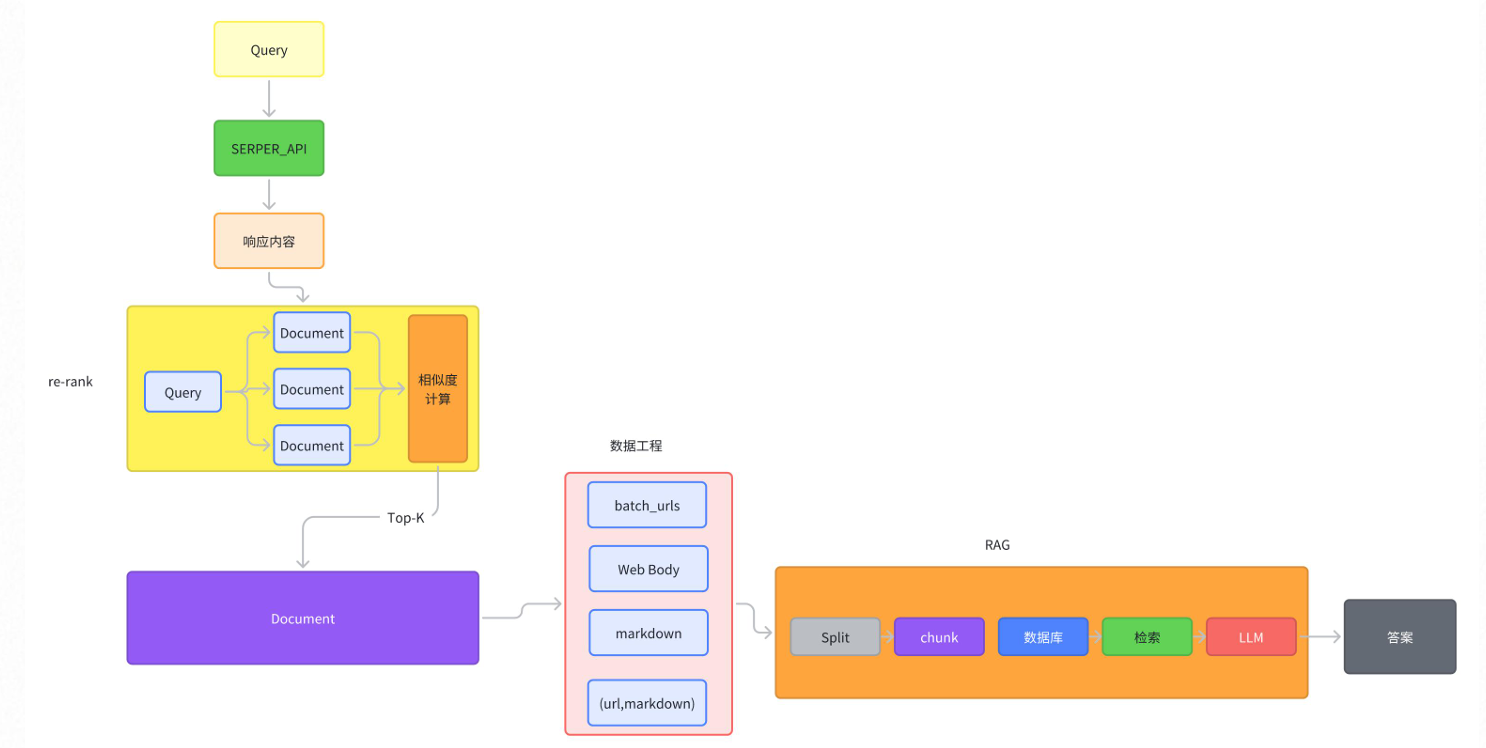 Query
SERPER_API
响应内容
re-rank
Query
Document
Document
Document
相似度
计算
Top-K
Document
数据工程
batch_urls
Web Body
markdown
(url,markdown)
RAG
Split
chunk
数据库
检索
LLM
答案